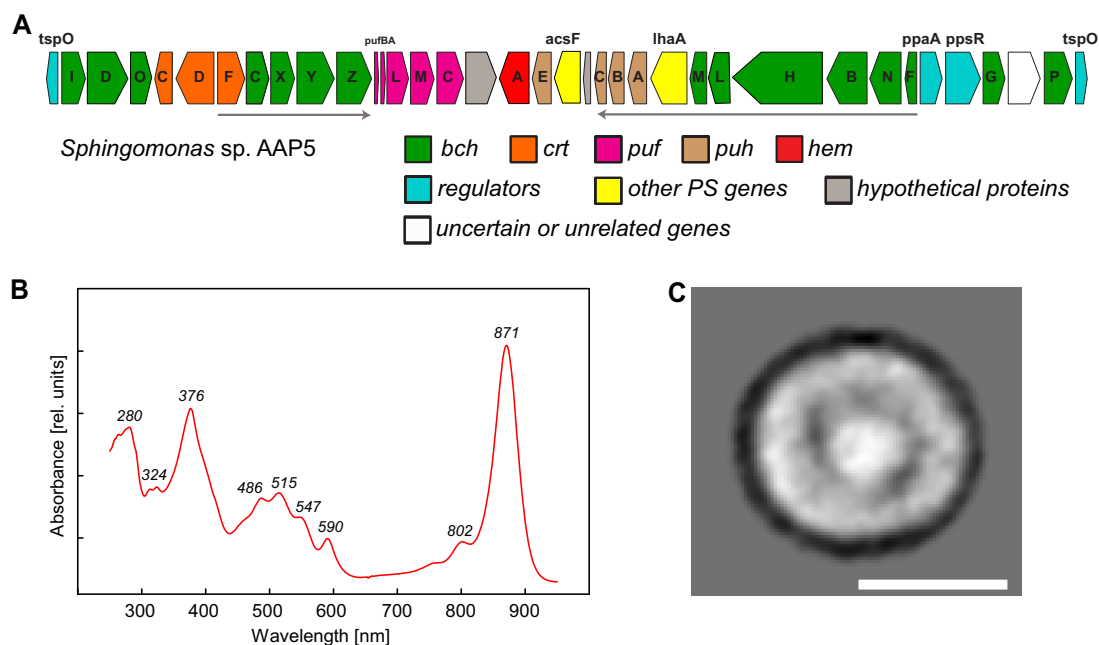 A
tspO pufBA acsF lhaA ppaA ppsR tspO
I D O C D F C X Y Z L M C A E C B A M L H B N F G P
Sphingomonas sp. AAP5
bch crt puf puh hem
regulators other PS genes hypothetical proteins
uncertain or unrelated genes
B
Absorbance [rel. units]
280
324
376
486
515
547
590
802
871
300 400 500 600 700 800 900
Wavelength [nm]
C